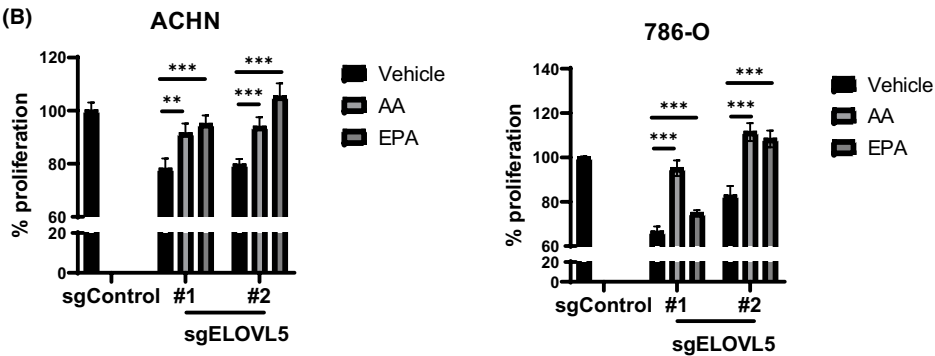 (B)
ACHN
% proliferation
120
100
80
60
20
0
** ***
*** ***
sgControl #1 #2
sgELOVL5
Vehicle
AA
EPA
786-O
% proliferation
140
120
100
80
60
20
0
*** ***
*** ***
sgControl #1 #2
sgELOVL5
Vehicle
AA
EPA